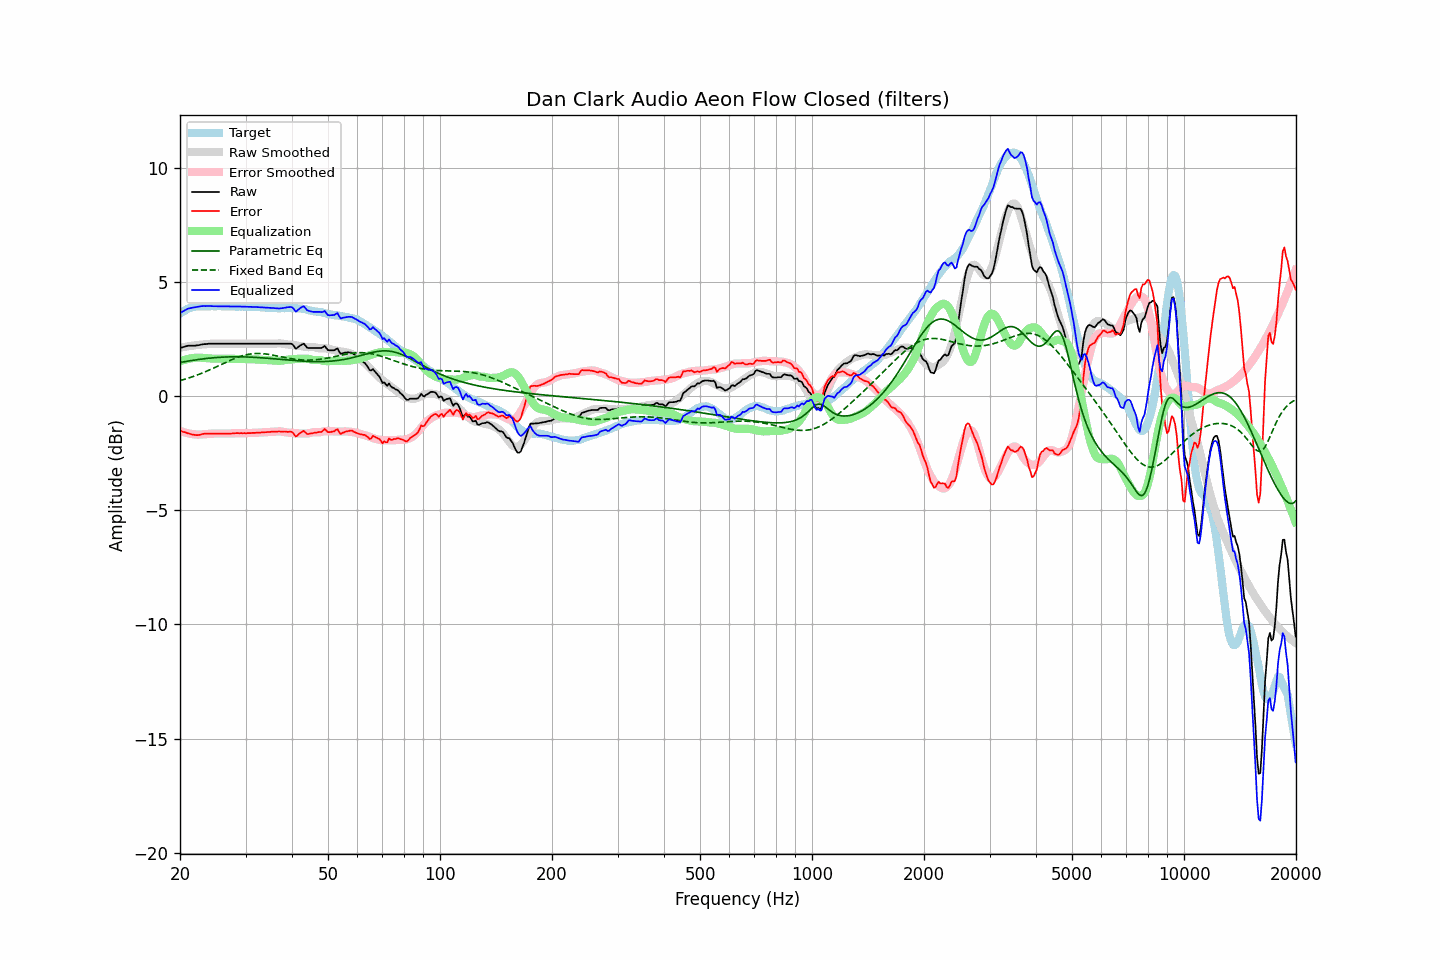 Dan Clark Audio Aeon Flow Closed (filters)
Target
Raw Smoothed
Error Smoothed
Raw
Error
Equalization
Parametric Eq
Fixed Band Eq
Equalized
10
5
0
−5
−10
−15
−20
Amplitude (dBr)
20 50 100 200 500 1000 2000 5000 10000 20000
Frequency (Hz)